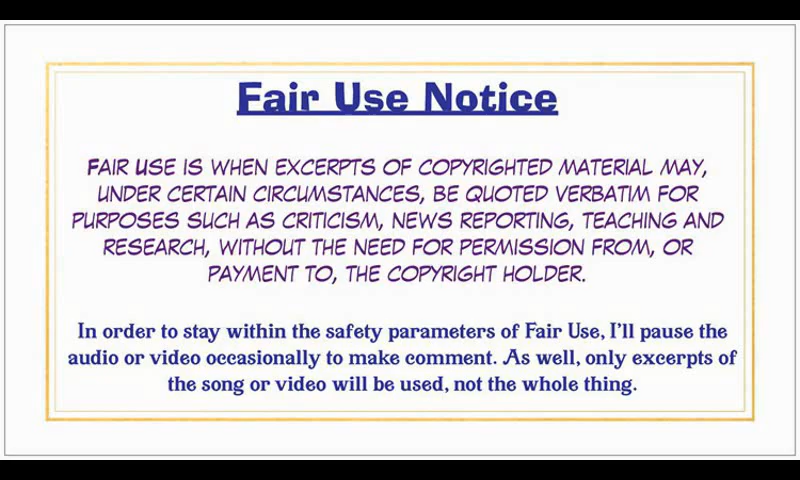 Fair Use Notice
FAIR USE IS WHEN EXCERPTS OF COPYRIGHTED MATERIAL MAY,
UNDER CERTAIN CIRCUMSTANCES, BE QUOTED VERBATIM FOR
PURPOSES SUCH AS CRITICISM, NEWS REPORTING, TEACHING AND
RESEARCH, WITHOUT THE NEED FOR PERMISSION FROM, OR
PAYMENT TO, THE COPYRIGHT HOLDER.
In order to stay within the safety parameters of Fair Use, I'll pause the
audio or video occasionally to make comment. As well, only excerpts of
the song or video will be used, not the whole thing.